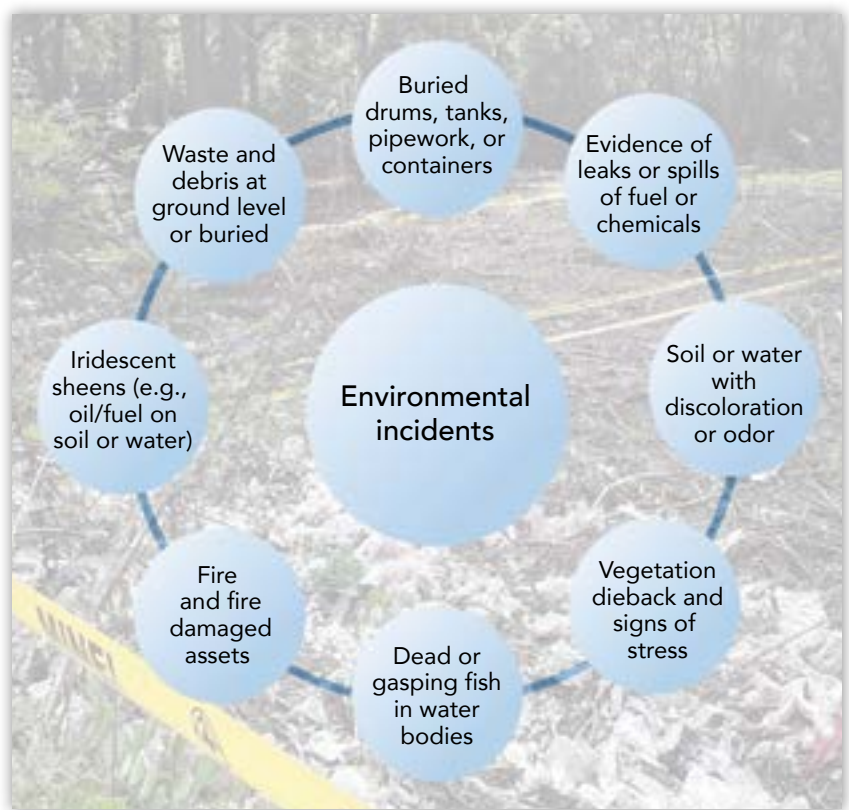 Buried
drums, tanks,
pipework, or
containers
Evidence of
leaks or spills
of fuel or
chemicals
Soil or water
with
discoloration
or odor
Vegetation
dieback and
signs of
stress
Dead or
gasping fish
in water
bodies
Fire
and fire
damaged
assets
Iridescent
sheens (e.g.,
oil/fuel on
soil or water)
Waste and
debris at
ground level
or buried
Environmental
incidents